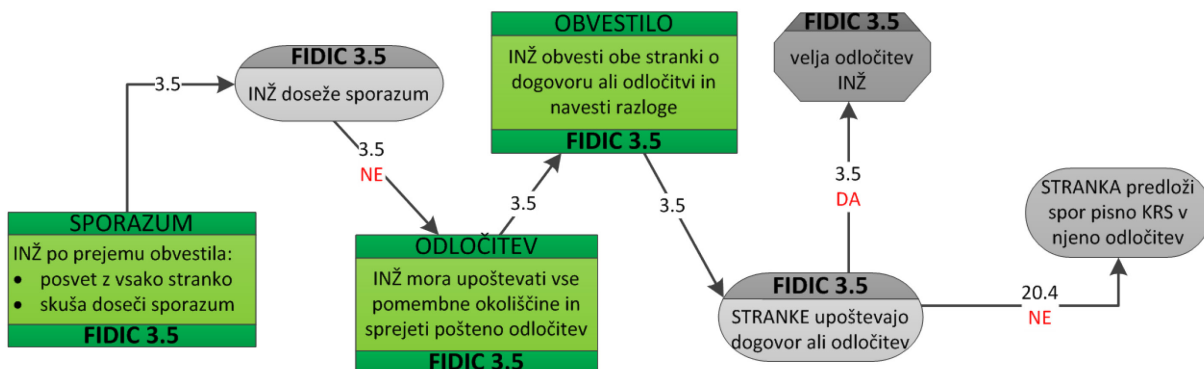 SPORAZUM
INŽ po prejemu obvestila:
• posvet z vsako stranko
• skuša doseči sporazum
FIDIC 3.5
3.5
FIDIC 3.5
INŽ doseže sporazum
3.5
NE
ODLOČITEV
INŽ mora upoštevati vse
pomembne okoliščine in
sprejeti pošteno odločitev
FIDIC 3.5
3.5
OBVESTILO
INŽ obvesti obe stranki o
dogovoru ali odločitvi in
navesti razloge
FIDIC 3.5
3.5
FIDIC 3.5
STRANKE upoštevajo
dogovor ali odločitev
3.5
DA
FIDIC 3.5
velja odločitev
INŽ
20.4
NE
STRANKA predloži
spor pisno KRS v
njeno odločitev